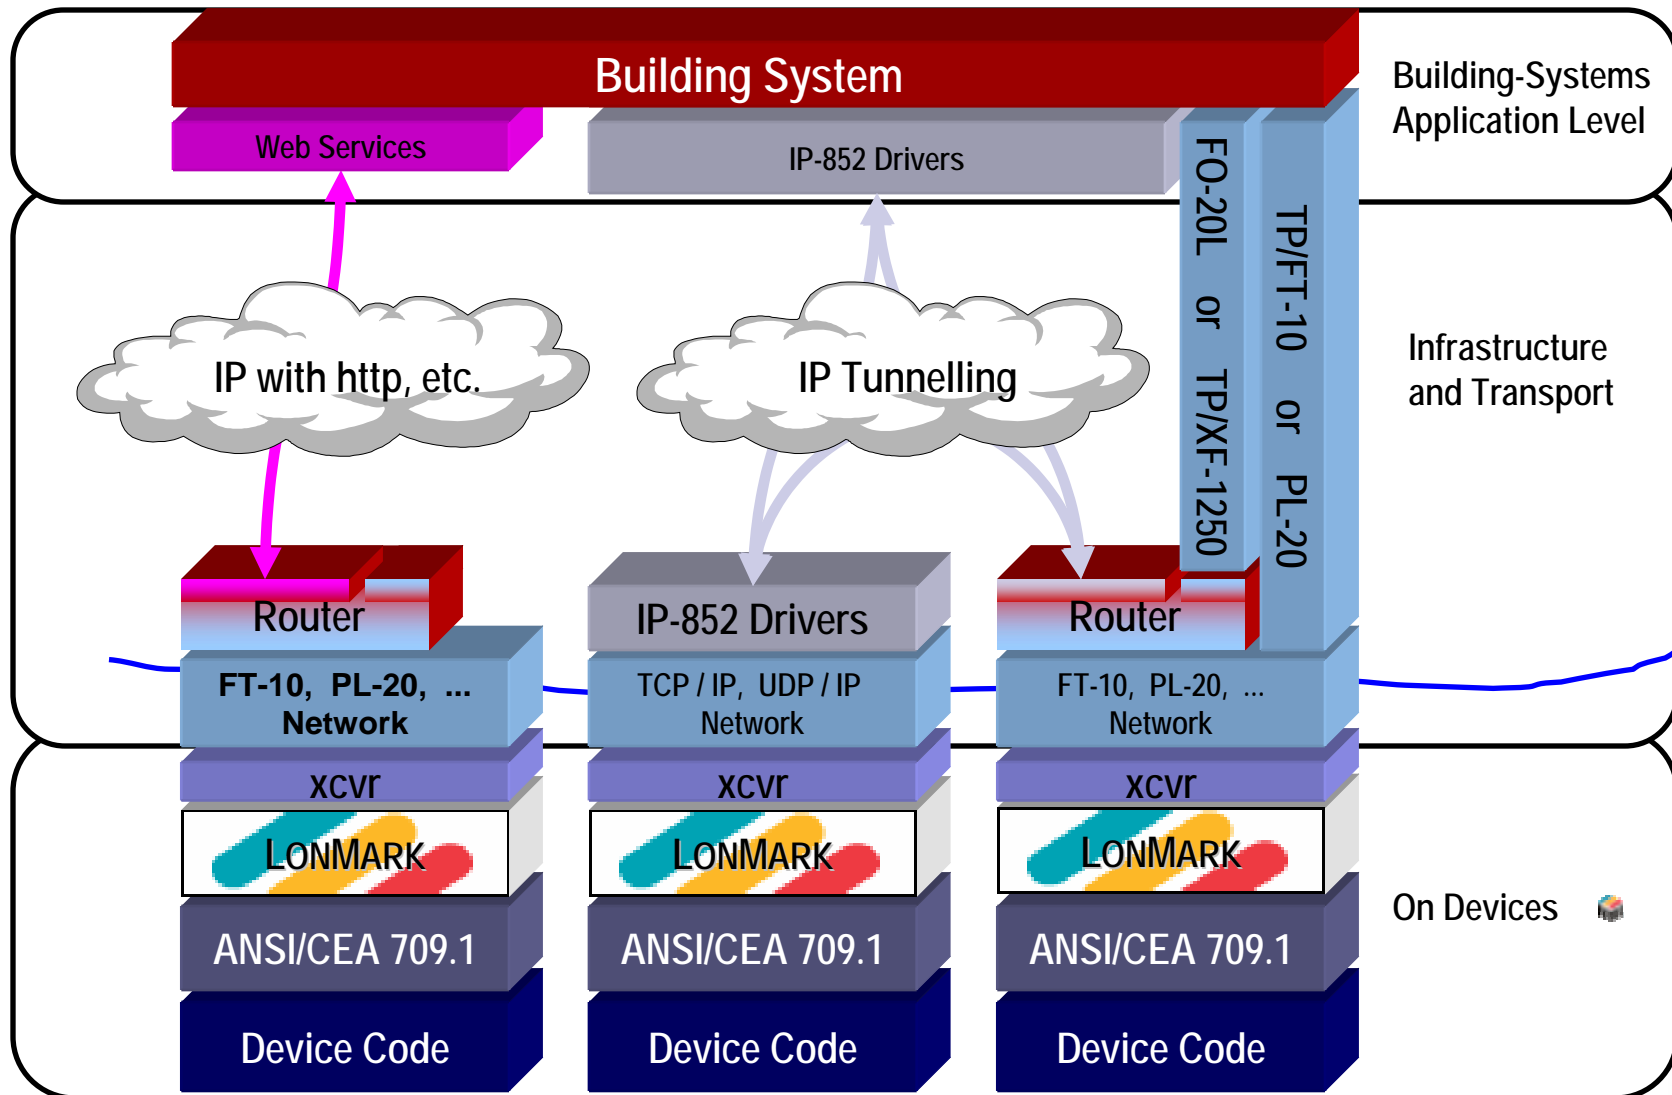 Building System
Building-Systems
Application Level
Web Services
IP-852 Drivers
FO-20L or TP/XF-1250
TP/FT-10 or PL-20
IP with http, etc.
IP Tunnelling
Infrastructure
and Transport
Router
IP-852 Drivers
Router
FT-10, PL-20, ...
Network
TCP / IP, UDP / IP
Network
FT-10, PL-20, ...
Network
xcvr
xcvr
xcvr
LONMARK
LONMARK
LONMARK
On Devices
ANSI/CEA 709.1
ANSI/CEA 709.1
ANSI/CEA 709.1
Device Code
Device Code
Device Code